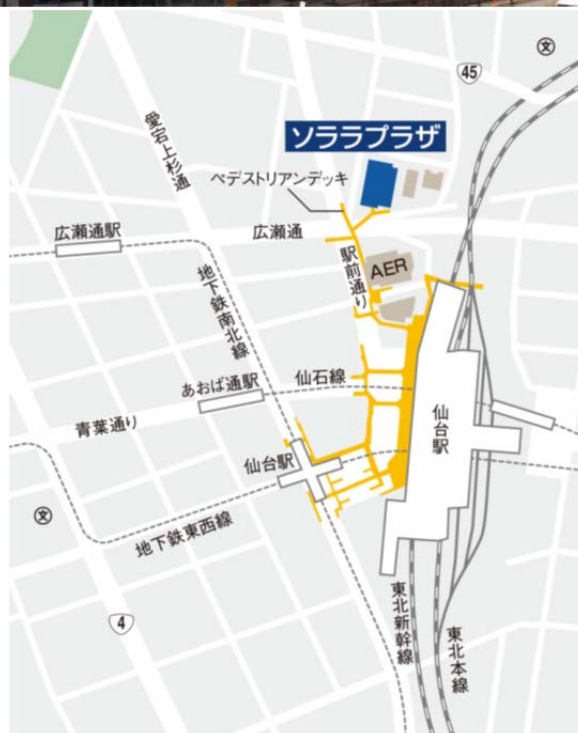 45
ソララプラザ
ペデストリアンデッキ
愛宕上杉通
広瀬通駅
広瀬通
駅前通り
AER
地下鉄南北線
あおば通駅
仙石線
青葉通り
仙台駅
仙台駅
地下鉄東西線
4
東北新幹線
東北本線
文
文